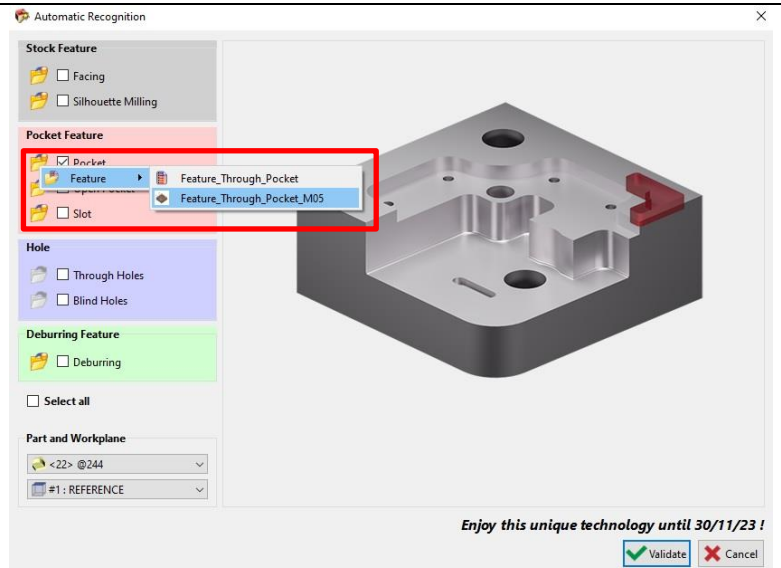 Automatic Recognition
Stock Feature
Facing
Silhouette Milling
Pocket Feature
Pocket
Feature
Feature_Through_Pocket
Feature_Through_Pocket_M05
Slot
Hole
Through Holes
Blind Holes
Deburring Feature
Deburring
Select all
Part and Workplane
<22> @244
#1 : REFERENCE
Enjoy this unique technology until 30/11/23 !
Validate
Cancel